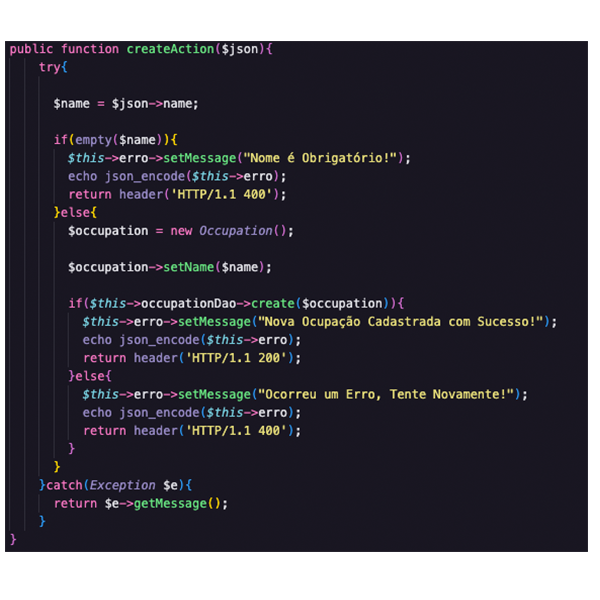 public function createAction($json){
try{
$name = $json->name;
if(empty($name)){
$this->erro->setMessage("Nome é Obrigatório!");
echo json_encode($this->erro);
return header('HTTP/1.1 400');
}else{
$occupation = new Occupation();
$occupation->setName($name);
if($this->occupationDao->create($occupation)){
$this->erro->setMessage("Nova Ocupação Cadastrada com Sucesso!");
echo json_encode($this->erro);
return header('HTTP/1.1 200');
}else{
$this->erro->setMessage("Ocorreu um Erro, Tente Novamente!");
echo json_encode($this->erro);
return header('HTTP/1.1 400');
}
}
}catch(Exception $e){
return $e->getMessage();
}
}